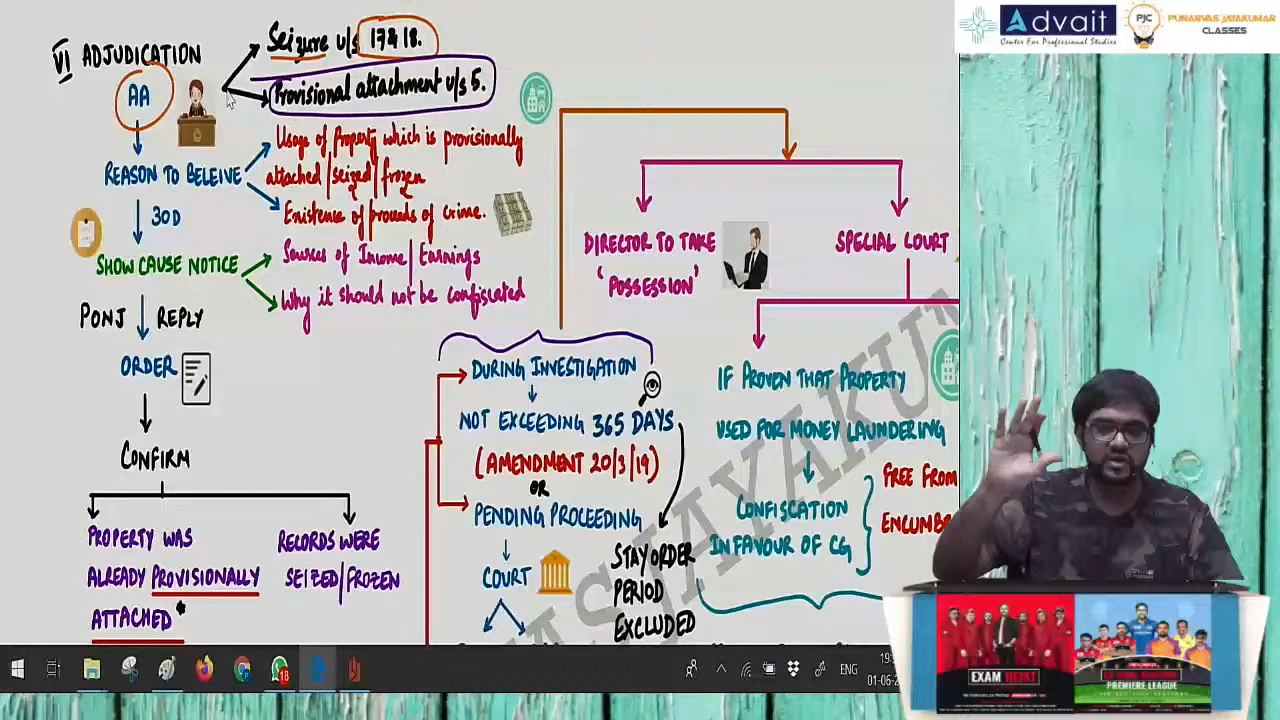 VI ADJUDICATION
AA
Seizure u/s 17 & 18.
Provisional attachment u/s 5.
REASON TO BELEIVE
Usage of Property which is provisionally
attached/seized/frozen
Existence of proceeds of crime.
30D
SHOW CAUSE NOTICE
Sources of Income/Earnings
Why it should not be confiscated
PONJ REPLY
ORDER
CONFIRM
PROPERTY WAS
ALREADY PROVISIONALLY
ATTACHED*
RECORDS WERE
SEIZED/FROZEN
DURING INVESTIGATION
NOT EXCEEDING 365 DAYS
(AMENDMENT 20/3/19)
OR
PENDING PROCEEDING
COURT
STAY ORDER
PERIOD
EXCLUDED
DIRECTOR TO TAKE
'POSSESSION'
SPECIAL COURT
IF PROVEN THAT PROPERTY
USED FOR MONEY LAUNDERING
CONFISCATION
IN FAVOUR OF CG
FREE FROM
ENCUMBR
JAYAKU
Advait
Center For Professional Studies
PJC
PUNARVAS JAYAKUMAR
CLASSES
EXAM HEIST
PREMIERE LEAGUE
18
ENG